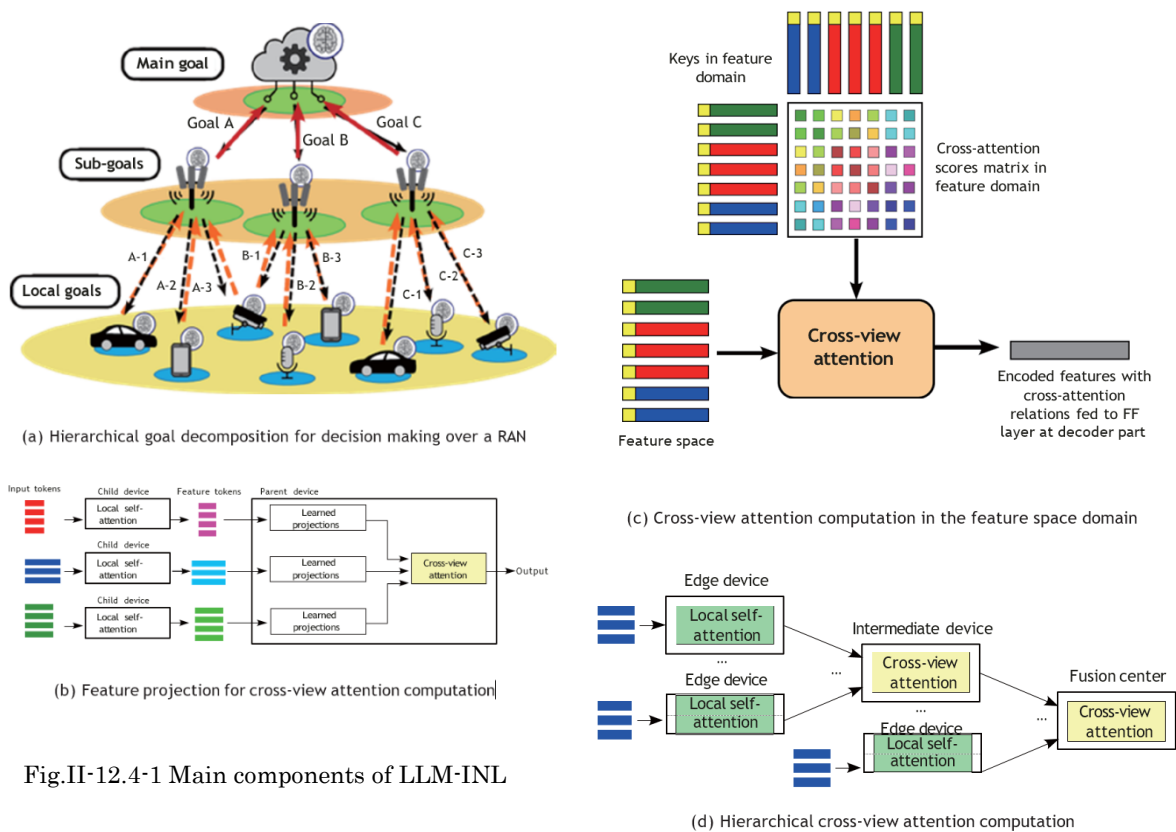 Main goal
Goal A
Goal B
Goal C
Sub-goals
A-1
A-2
A-3
B-1
B-2
B-3
C-1
C-2
C-3
Local goals
(a) Hierarchical goal decomposition for decision making over a RAN
Input tokens
Child device
Local self-
attention
Feature tokens
Parent device
Learned
projections
Child device
Local self-
attention
Learned
projections
Cross-view
attention
Output
Child device
Local self-
attention
Learned
projections
(b) Feature projection for cross-view attention computation
Fig.II-12.4-1 Main components of LLM-INL
Keys in feature
domain
Cross-attention
scores matrix in
feature domain
Cross-view
attention
Feature space
Encoded features with
cross-attention
relations fed to FF
layer at decoder part
(c) Cross-view attention computation in the feature space domain
Edge device
Local self-
attention
...
Edge device
Local self-
attention
Intermediate device
...
Cross-view
attention
...
Edge device
Local self-
attention
Fusion center
...
Cross-view
attention
(d) Hierarchical cross-view attention computation